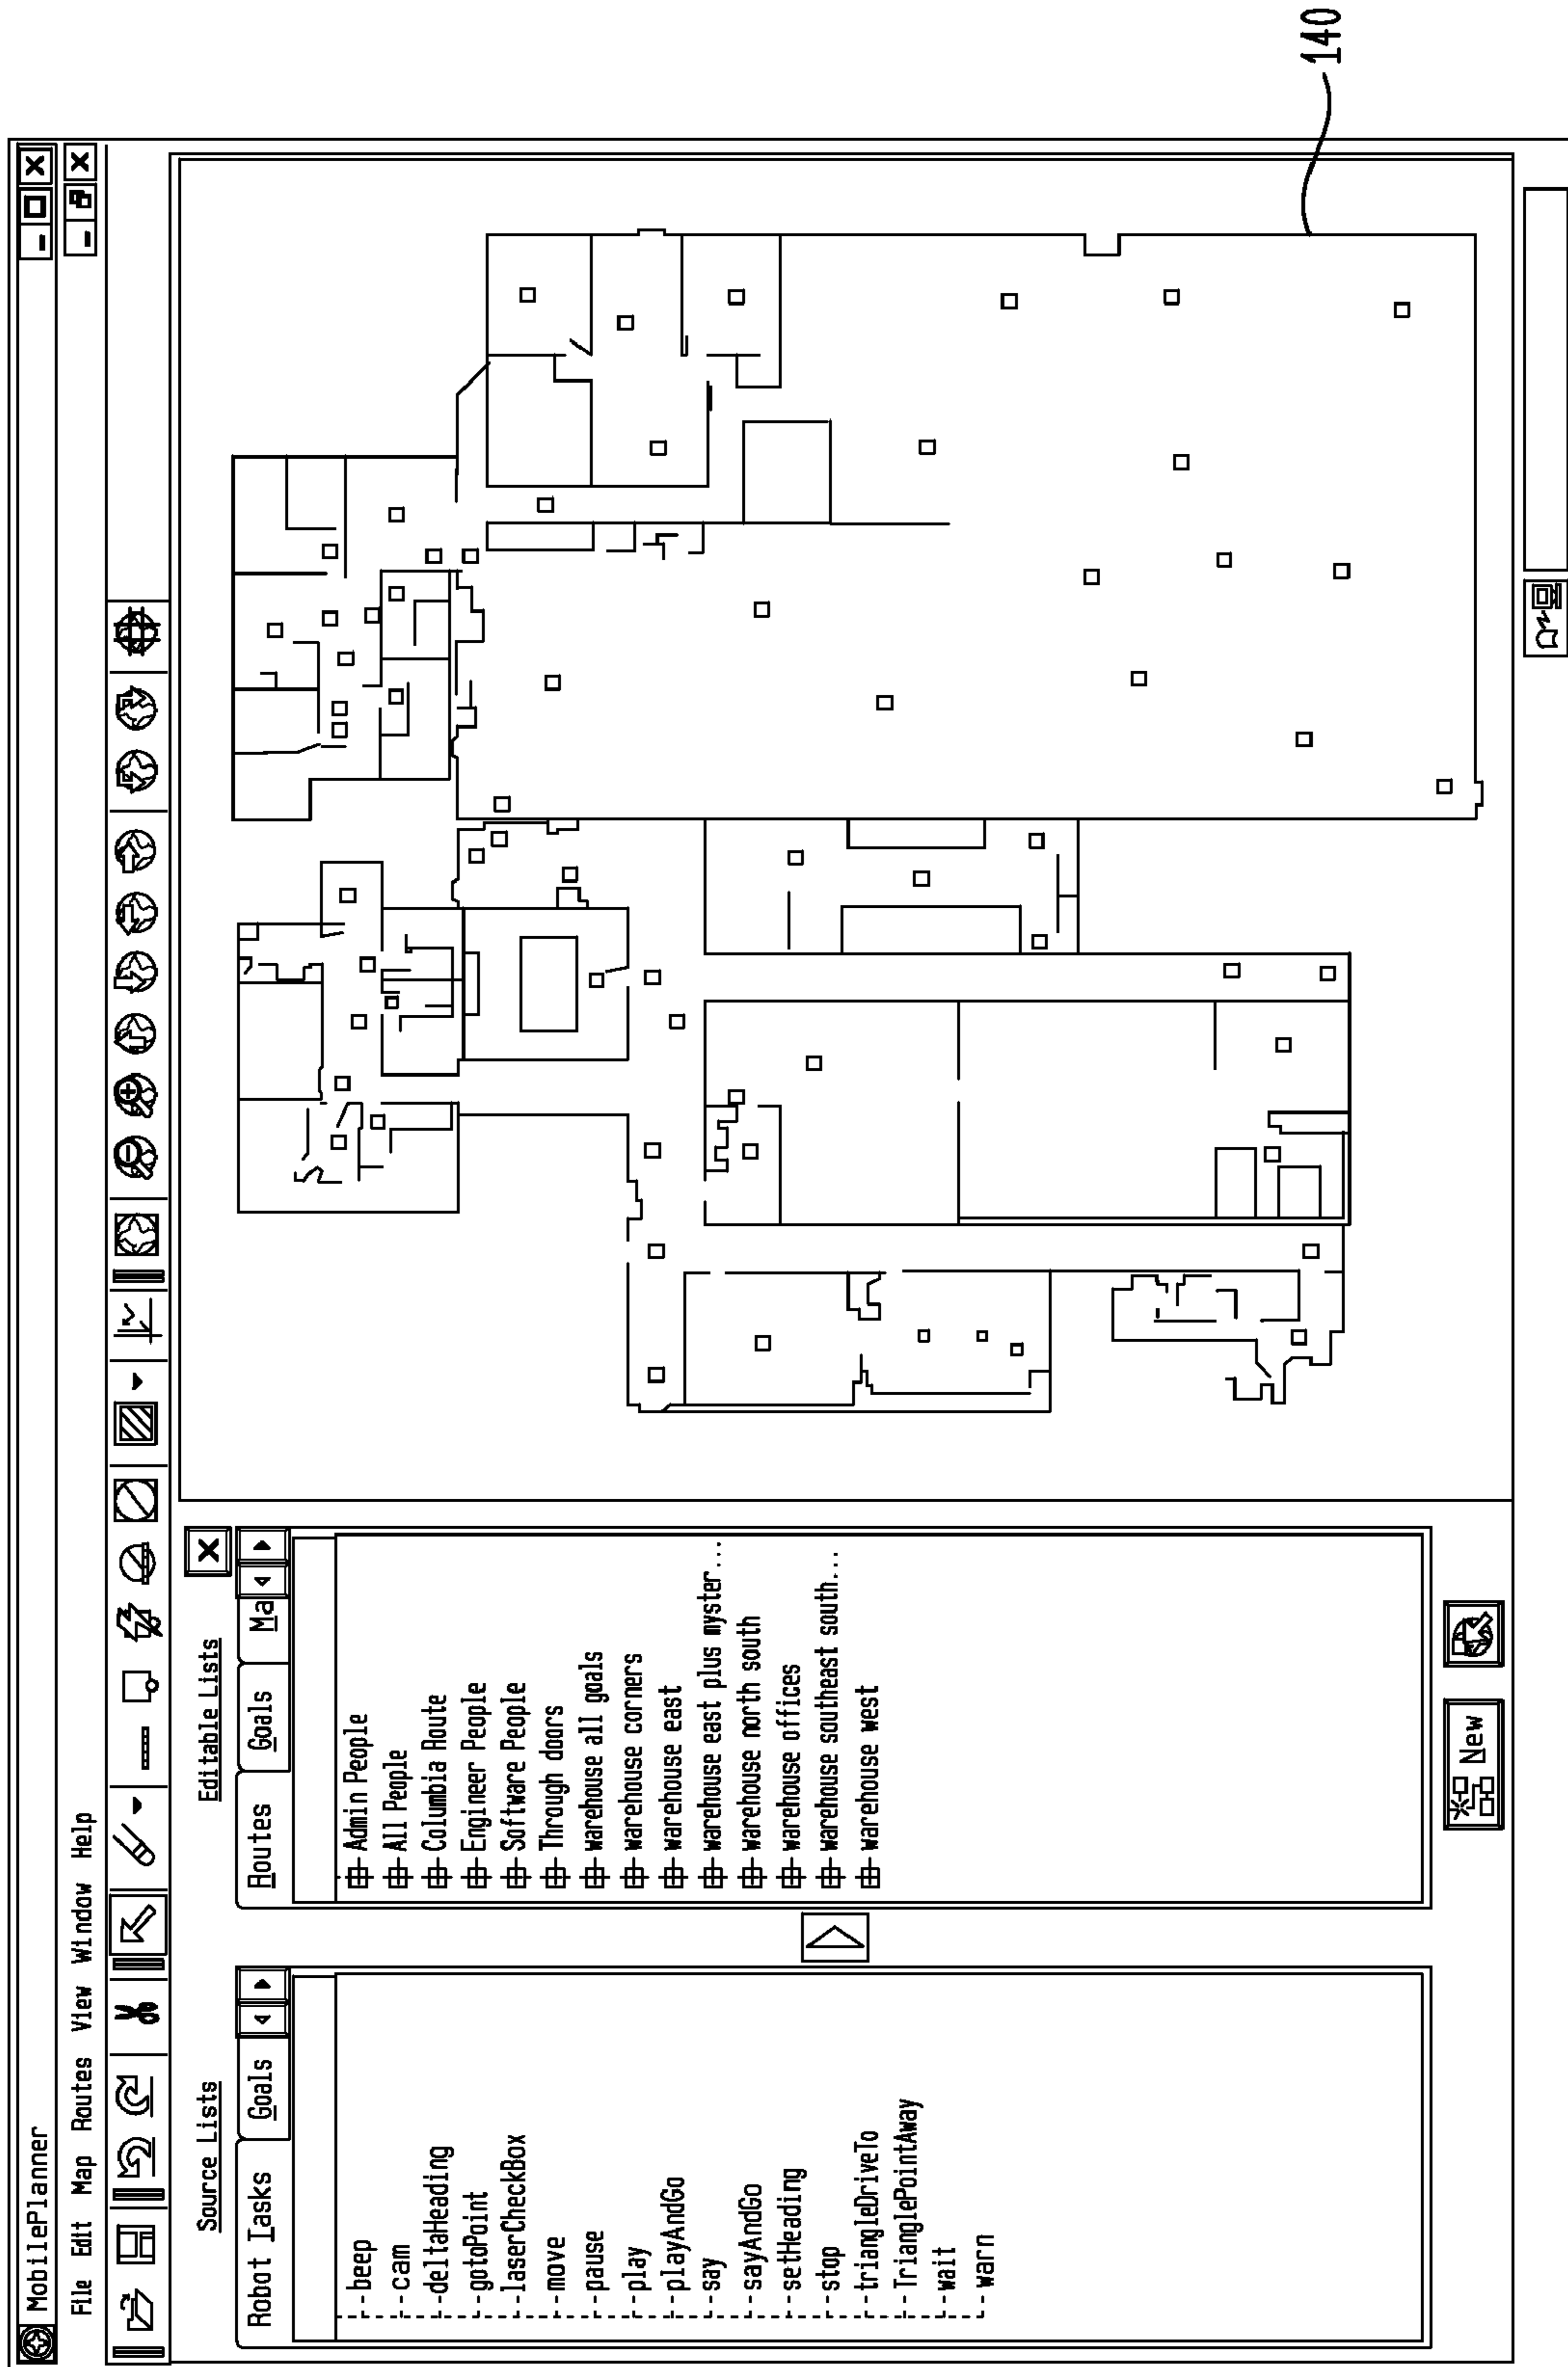 MobilePlanner
File Edit Map Routes View Window Help
Source Lists
Robot Tasks Goals
beep
cam
deltaHeading
gotoPoint
laserCheckBox
move
pause
play
playAndGo
say
sayAndGo
setHeading
stop
triangleDriveTo
TrianglePointAway
wait
warn
Editable Lists
Routes Goals Ma
Admin People
All People
Columbia Route
Engineer People
Software People
Through doors
warehouse all goals
warehouse corners
warehouse east
warehouse east plus myster...
warehouse north south
warehouse offices
warehouse southeast south...
warehouse west
New
140